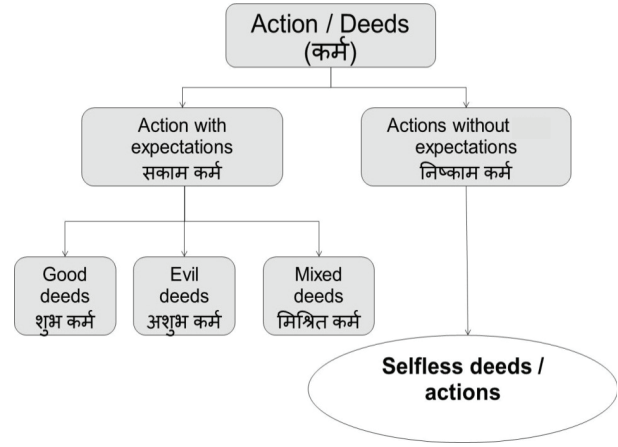 Action / Deeds
(कर्म)
Action with
expectations
सकाम कर्म
Actions without
expectations
निष्काम कर्म
Good
deeds
शुभ कर्म
Evil
deeds
अशुभ कर्म
Mixed
deeds
मिश्रित कर्म
Selfless deeds /
actions